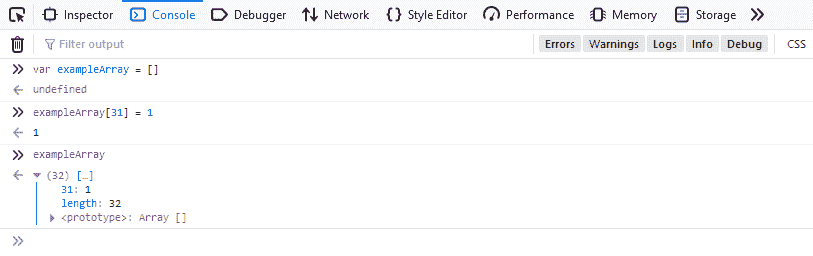 Inspector Console Debugger Network Style Editor Performance Memory Storage
Filter output Errors Warnings Logs Info Debug CSS
var exampleArray = []
undefined
exampleArray[31] = 1
1
exampleArray
(32) […]
31: 1
length: 32
<prototype>: Array []